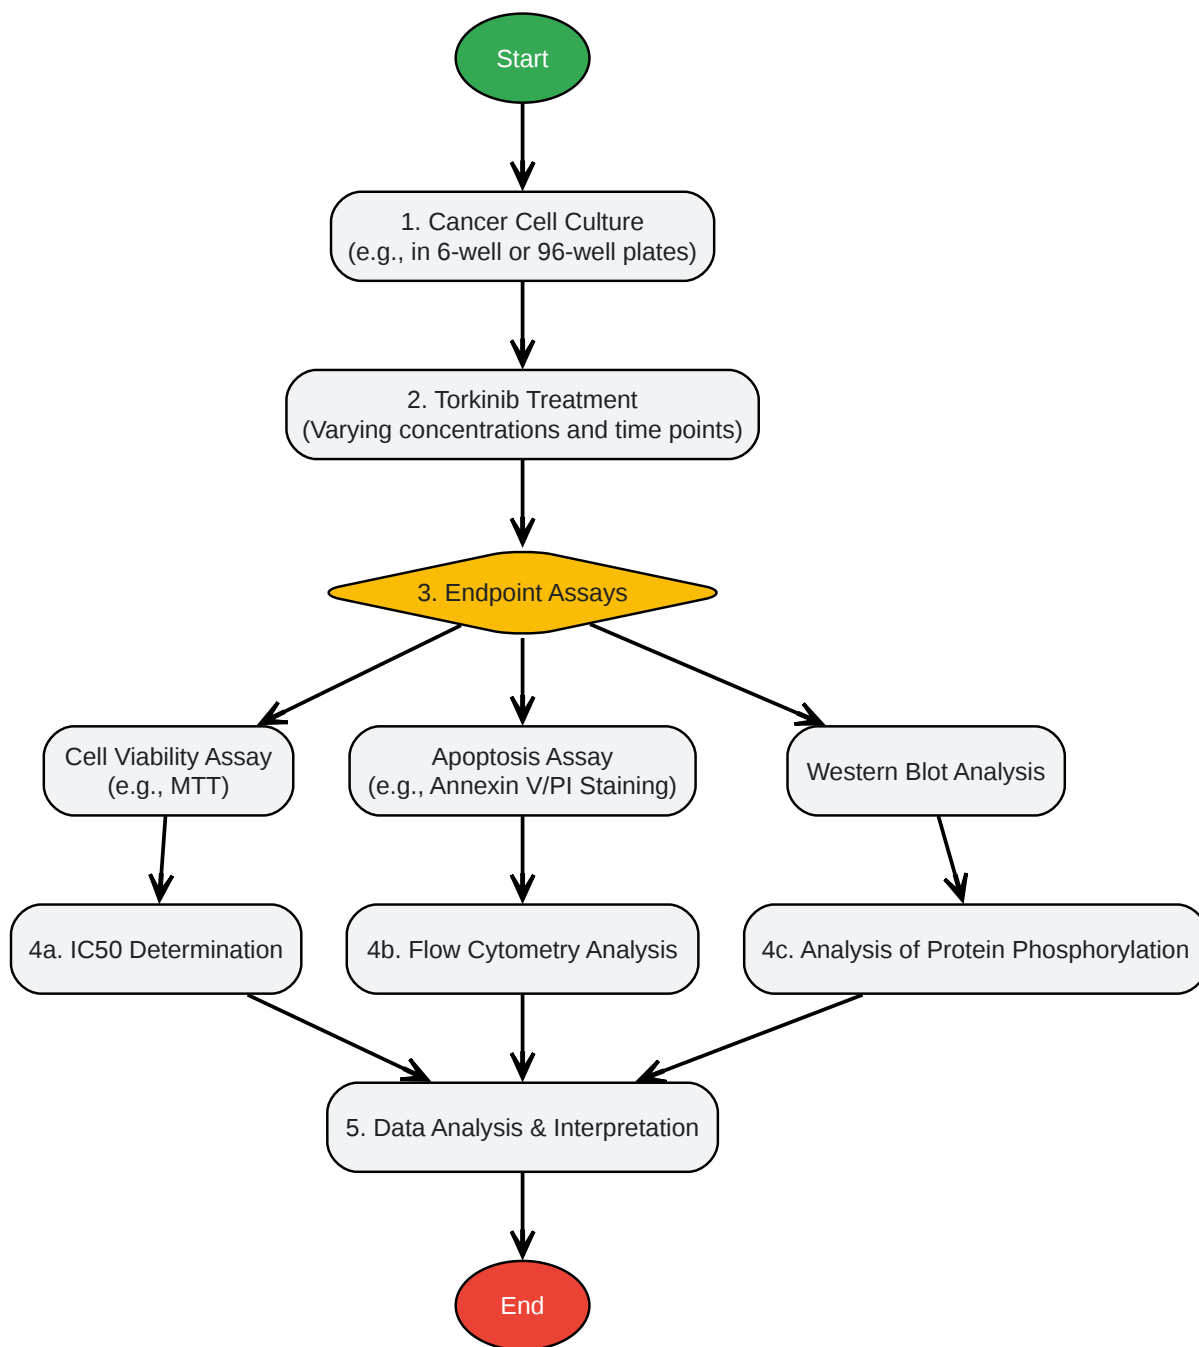 Start
1. Cancer Cell Culture
(e.g., in 6-well or 96-well plates)
2. Torkinib Treatment
(Varying concentrations and time points)
3. Endpoint Assays
Cell Viability Assay
(e.g., MTT)
Apoptosis Assay
(e.g., Annexin V/PI Staining)
Western Blot Analysis
4a. IC50 Determination
4b. Flow Cytometry Analysis
4c. Analysis of Protein Phosphorylation
5. Data Analysis & Interpretation
End